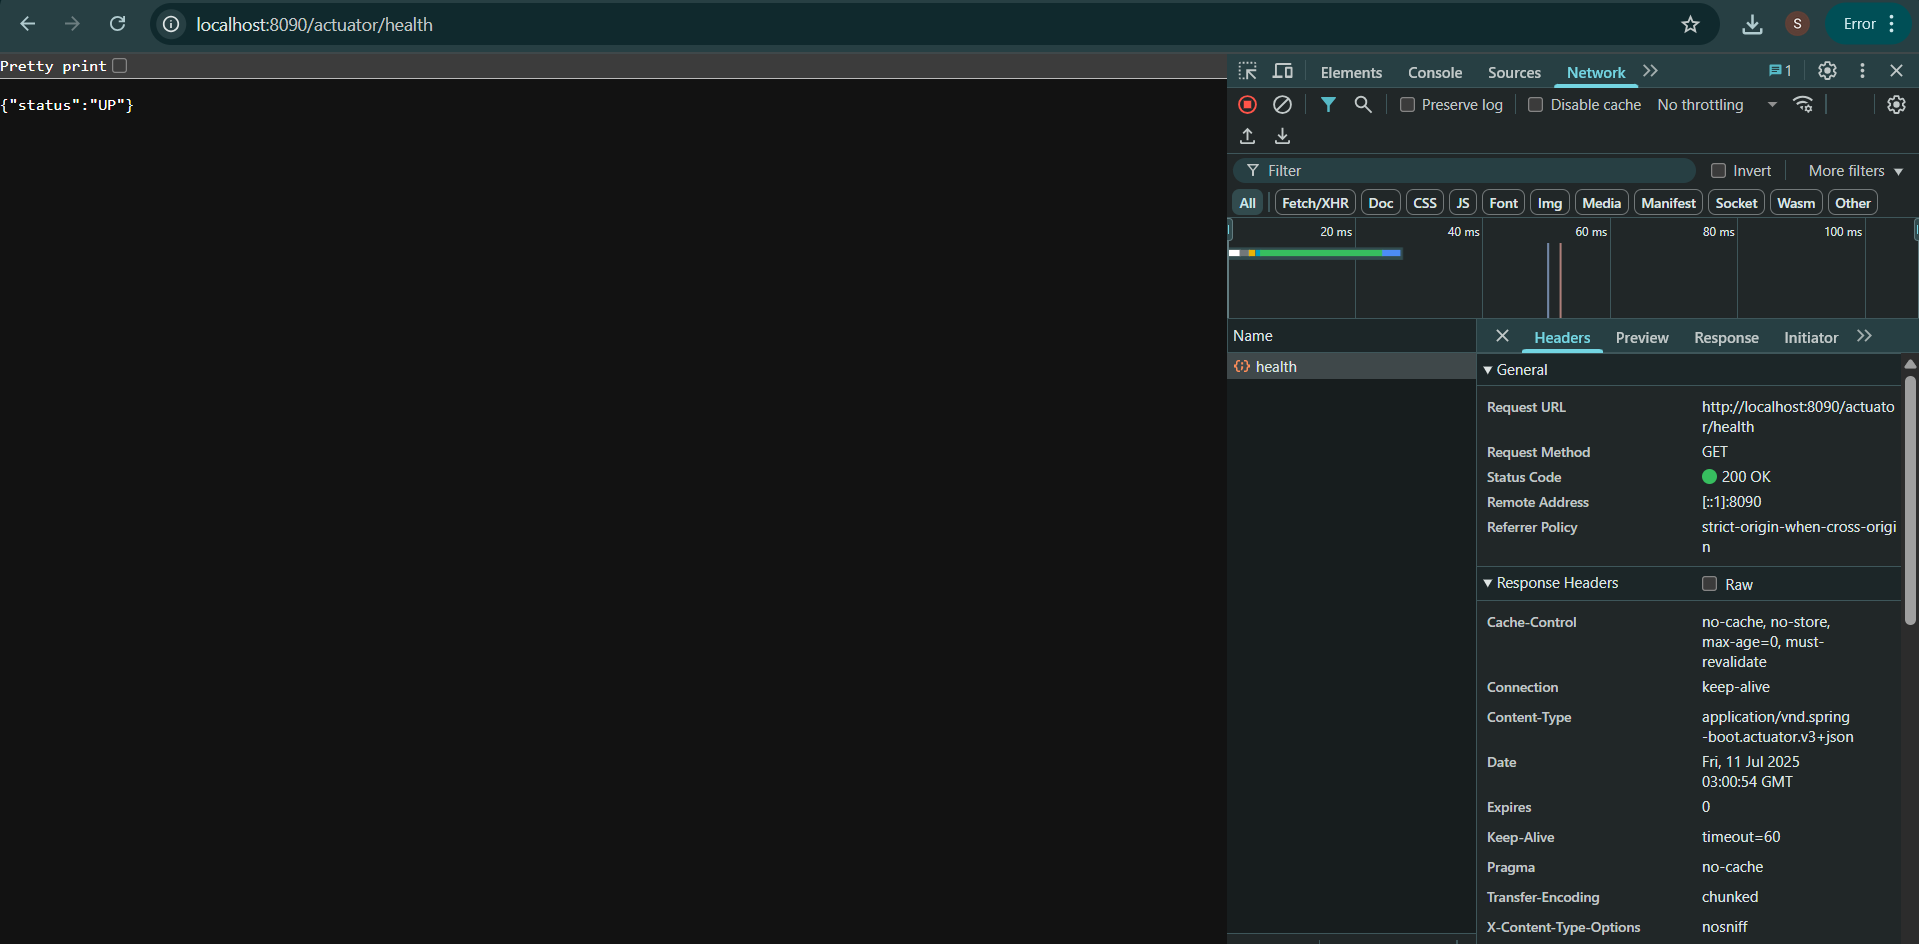 localhost:8090/actuator/health
S
Error
Pretty print
{"status":"UP"}
Elements Console Sources Network 1
Preserve log Disable cache No throttling
Filter Invert More filters
All Fetch/XHR Doc CSS JS Font Img Media Manifest Socket Wasm Other
20 ms 40 ms 60 ms 80 ms 100 ms
Name
health
Headers Preview Response Initiator
General
Request URL http://localhost:8090/actuato
r/health
Request Method GET
Status Code 200 OK
Remote Address [::1]:8090
Referrer Policy strict-origin-when-cross-origi
n
Response Headers Raw
Cache-Control no-cache, no-store,
max-age=0, must-
revalidate
Connection keep-alive
Content-Type application/vnd.spring
-boot.actuator.v3+json
Date Fri, 11 Jul 2025
03:00:54 GMT
Expires 0
Keep-Alive timeout=60
Pragma no-cache
Transfer-Encoding chunked
X-Content-Type-Options nosniff